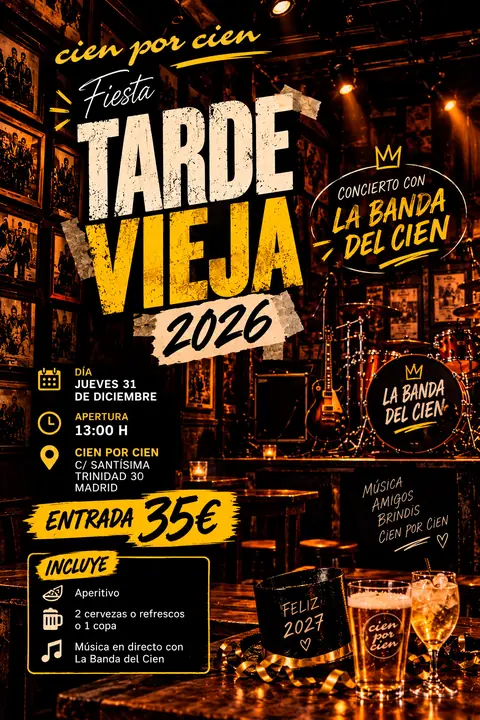 cien por cien
Fiesta
TARDE
VIEJA
2026
CONCIERTO CON
LA BANDA
DEL CIEN
DÍA
JUEVES 31
DE DICIEMBRE
APERTURA
13:00 H
CIEN POR CIEN
C/ SANTÍSIMA
TRINIDAD 30
MADRID
ENTRADA 35€
INCLUYE
Aperitivo
2 cervezas o refrescos
o 1 copa
Música en directo con
La Banda del Cien
LA BANDA
DEL CIEN
MÚSICA
AMIGOS
BRINDIS
CIEN POR CIEN
FELIZ
2027
cien
por
cien